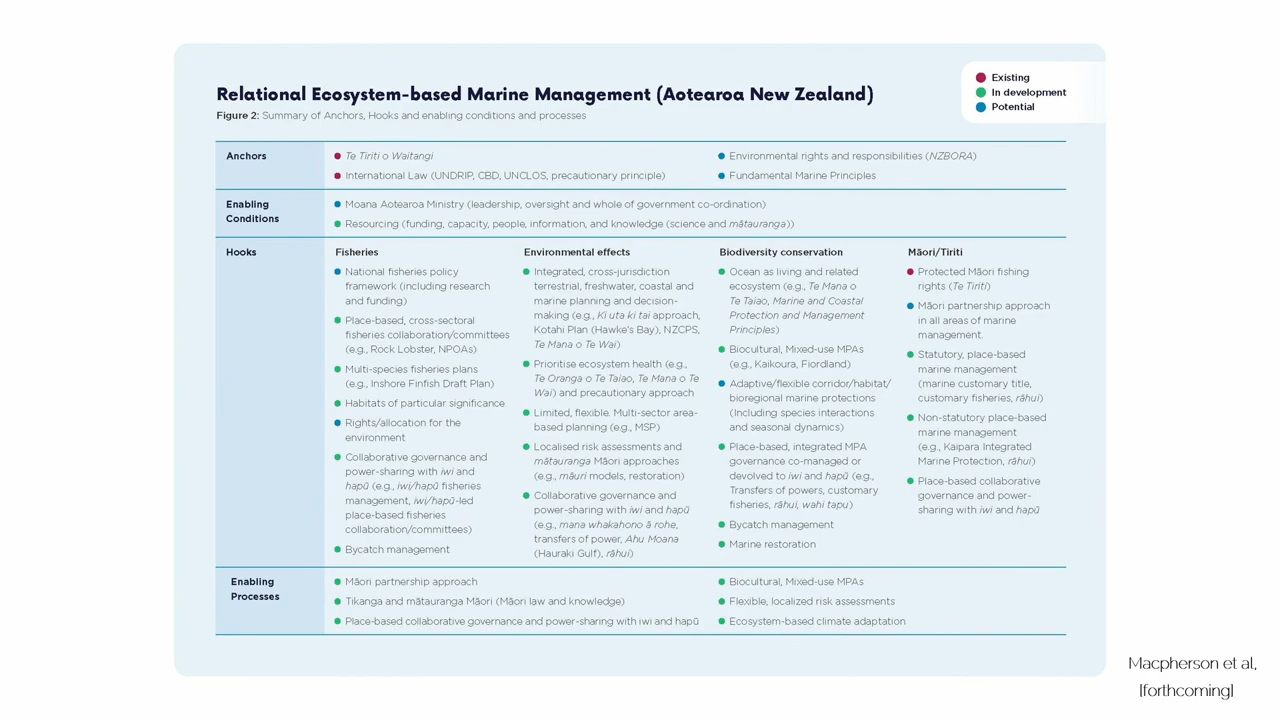 Existing
In development
Potential
Relational Ecosystem-based Marine Management (Aotearoa New Zealand)
Figure 2: Summary of Anchors, Hooks and enabling conditions and processes
Anchors
Te Tiriti o Waitangi
International Law (UNDRIP, CBD, UNCLOS, precautionary principle)
Environmental rights and responsibilities (NZBORA)
Fundamental Marine Principles
Enabling
Conditions
Moana Aotearoa Ministry (leadership, oversight and whole of government co-ordination)
Resourcing (funding, capacity, people, information, and knowledge (science and mātauranga))
Hooks
Fisheries
National fisheries policy
framework (including research
and funding)
Place-based, cross-sectoral
fisheries collaboration/committees
(e.g., Rock Lobster, NPOAs)
Multi-species fisheries plans
(e.g., Inshore Finfish Draft Plan)
Habitats of particular significance
Rights/allocation for the
environment
Collaborative governance and
power-sharing with iwi and
hapū (e.g., iwi/hapū fisheries
management, iwi/hapū-led
place-based fisheries
collaboration/committees)
Bycatch management
Environmental effects
Integrated, cross-jurisdiction
terrestrial, freshwater, coastal and
marine planning and decision-
making (e.g., Ki uta ki tai approach,
Kotahi Plan (Hawke's Bay), NZCPS,
Te Mana o Te Wai)
Prioritise ecosystem health (e.g.,
Te Oranga o Te Taiao, Te Mana o Te
Wai) and precautionary approach
Limited, flexible. Multi-sector area-
based planning (e.g., MSP)
Localised risk assessments and
mātauranga Māori approaches
(e.g., māuri models, restoration)
Collaborative governance and
power-sharing with iwi and hapū
(e.g., mana whakahono ā rohe,
transfers of power, Ahu Moana
(Hauraki Gulf), rāhui)
Biodiversity conservation
Ocean as living and related
ecosystem (e.g., Te Mana o
Te Taiao, Marine and Coastal
Protection and Management
Principles)
Biocultural, Mixed-use MPAs
(e.g., Kaikoura, Fiordland)
Adaptive/flexible corridor/habitat/
bioregional marine protections
(Including species interactions
and seasonal dynamics)
Place-based, integrated MPA
governance co-managed or
devolved to iwi and hapū (e.g.,
Transfers of powers, customary
fisheries, rāhui, wahi tapu)
Bycatch management
Marine restoration
Māori/Tiriti
Protected Māori fishing
rights (Te Tiriti)
Māori partnership approach
in all areas of marine
management.
Statutory, place-based
marine management
(marine customary title,
customary fisheries, rāhui)
Non-statutory place-based
marine management
(e.g., Kaipara Integrated
Marine Protection, rāhui)
Place-based collaborative
governance and power-
sharing with iwi and hapū
Enabling
Processes
Māori partnership approach
Tikanga and mātauranga Māori (Māori law and knowledge)
Place-based collaborative governance and power-sharing with iwi and hapū
Biocultural, Mixed-use MPAs
Flexible, localized risk assessments
Ecosystem-based climate adaptation
Macpherson et al,
[forthcoming]